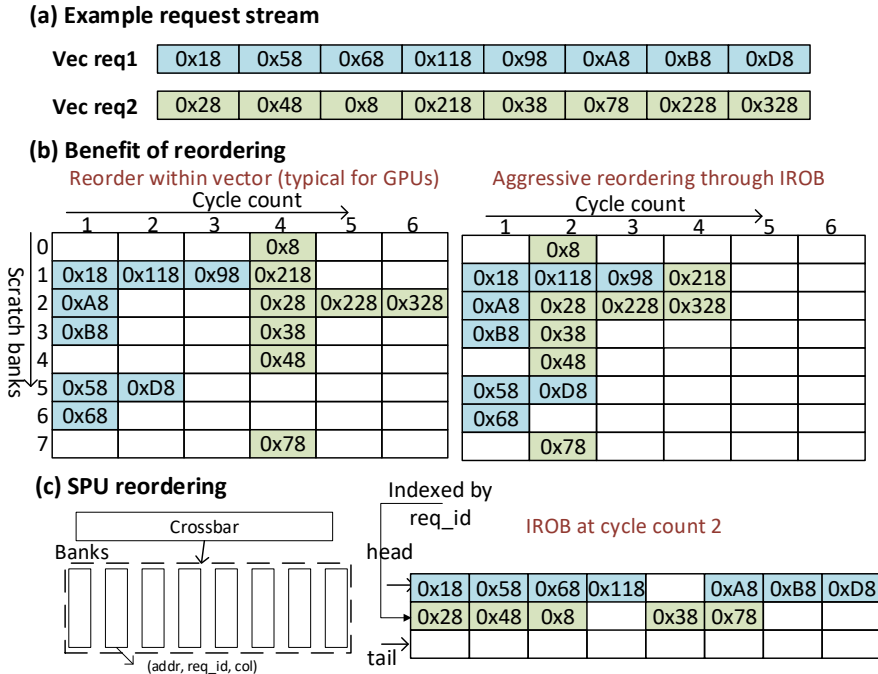 (a) Example request stream
Vec req1 0x18 0x58 0x68 0x118 0x98 0xA8 0xB8 0xD8
Vec req2 0x28 0x48 0x8 0x218 0x38 0x78 0x228 0x328
(b) Benefit of reordering
Reorder within vector (typical for GPUs)
Cycle count
1 2 3 4 5 6
Scratch banks
0 0x8
1 0x18 0x118 0x98 0x218
2 0xA8 0x28 0x228 0x328
3 0xB8 0x38
4 0x48
5 0x58 0xD8
6 0x68
7 0x78
Aggressive reordering through IROB
Cycle count
1 2 3 4 5 6
0x8
0x18 0x118 0x98 0x218
0xA8 0x28 0x228 0x328
0xB8 0x38
0x48
0x58 0xD8
0x68
0x78
(c) SPU reordering
Crossbar
Banks
(addr, req_id, col)
Indexed by
req_id
IROB at cycle count 2
head
0x18 0x58 0x68 0x118 0xA8 0xB8 0xD8
0x28 0x48 0x8 0x38 0x78
tail